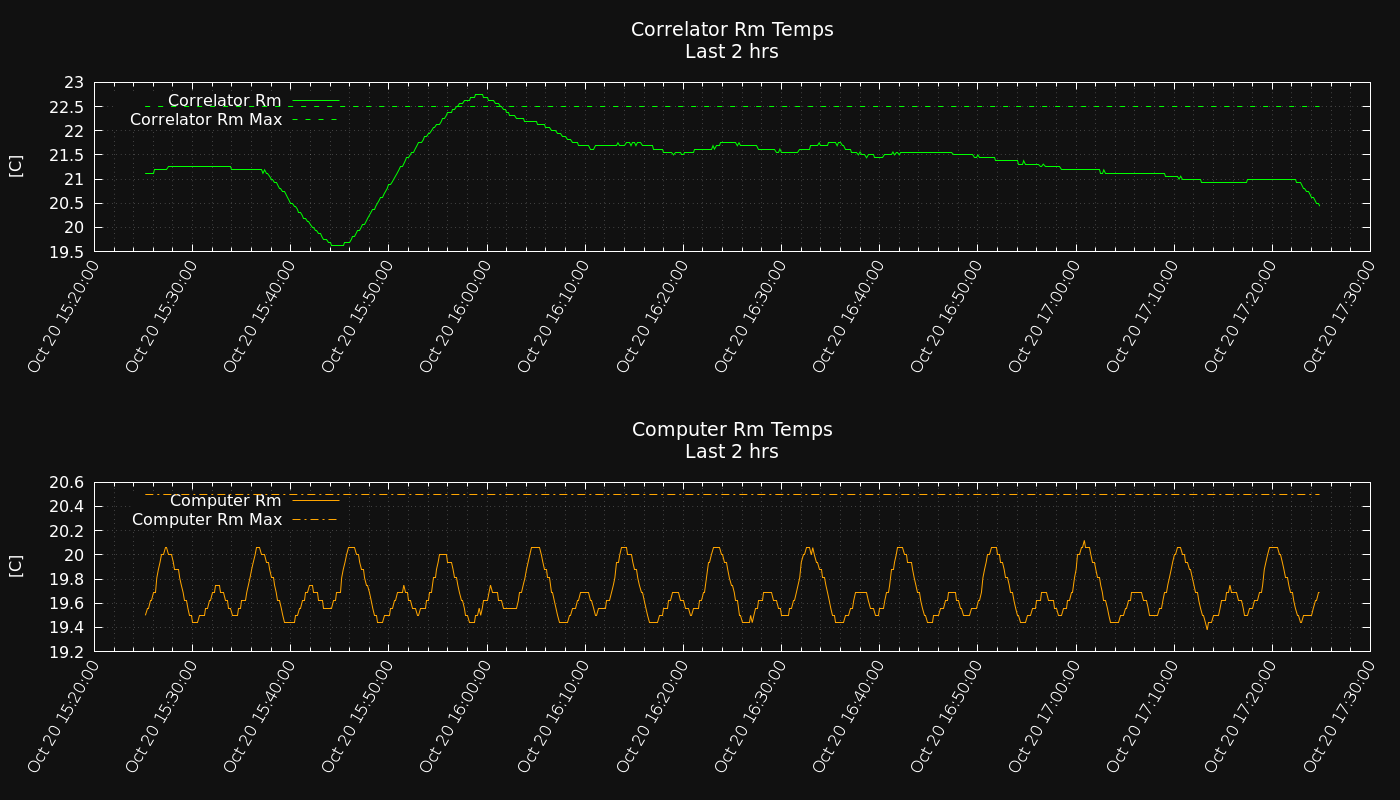 Correlator Rm Temps
Last 2 hrs
[C]
23
22.5
22
21.5
21
20.5
20
19.5
Correlator Rm
Correlator Rm Max
Oct 20 15:20:00
Oct 20 15:30:00
Oct 20 15:40:00
Oct 20 15:50:00
Oct 20 16:00:00
Oct 20 16:10:00
Oct 20 16:20:00
Oct 20 16:30:00
Oct 20 16:40:00
Oct 20 16:50:00
Oct 20 17:00:00
Oct 20 17:10:00
Oct 20 17:20:00
Oct 20 17:30:00
Computer Rm Temps
Last 2 hrs
[C]
20.6
20.4
20.2
20
19.8
19.6
19.4
19.2
Computer Rm
Computer Rm Max
Oct 20 15:20:00
Oct 20 15:30:00
Oct 20 15:40:00
Oct 20 15:50:00
Oct 20 16:00:00
Oct 20 16:10:00
Oct 20 16:20:00
Oct 20 16:30:00
Oct 20 16:40:00
Oct 20 16:50:00
Oct 20 17:00:00
Oct 20 17:10:00
Oct 20 17:20:00
Oct 20 17:30:00